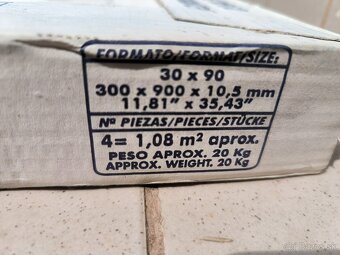 FORMATO/FORMAT/SIZE:
30 x 90
300 x 900 x 10,5 mm
11,81" x 35,43"
Nº PIEZAS/PIECES/STÜCKE
4= 1,08 m² aprox.
PESO APROX. 20 Kg
APPROX. WEIGHT. 20 Kg